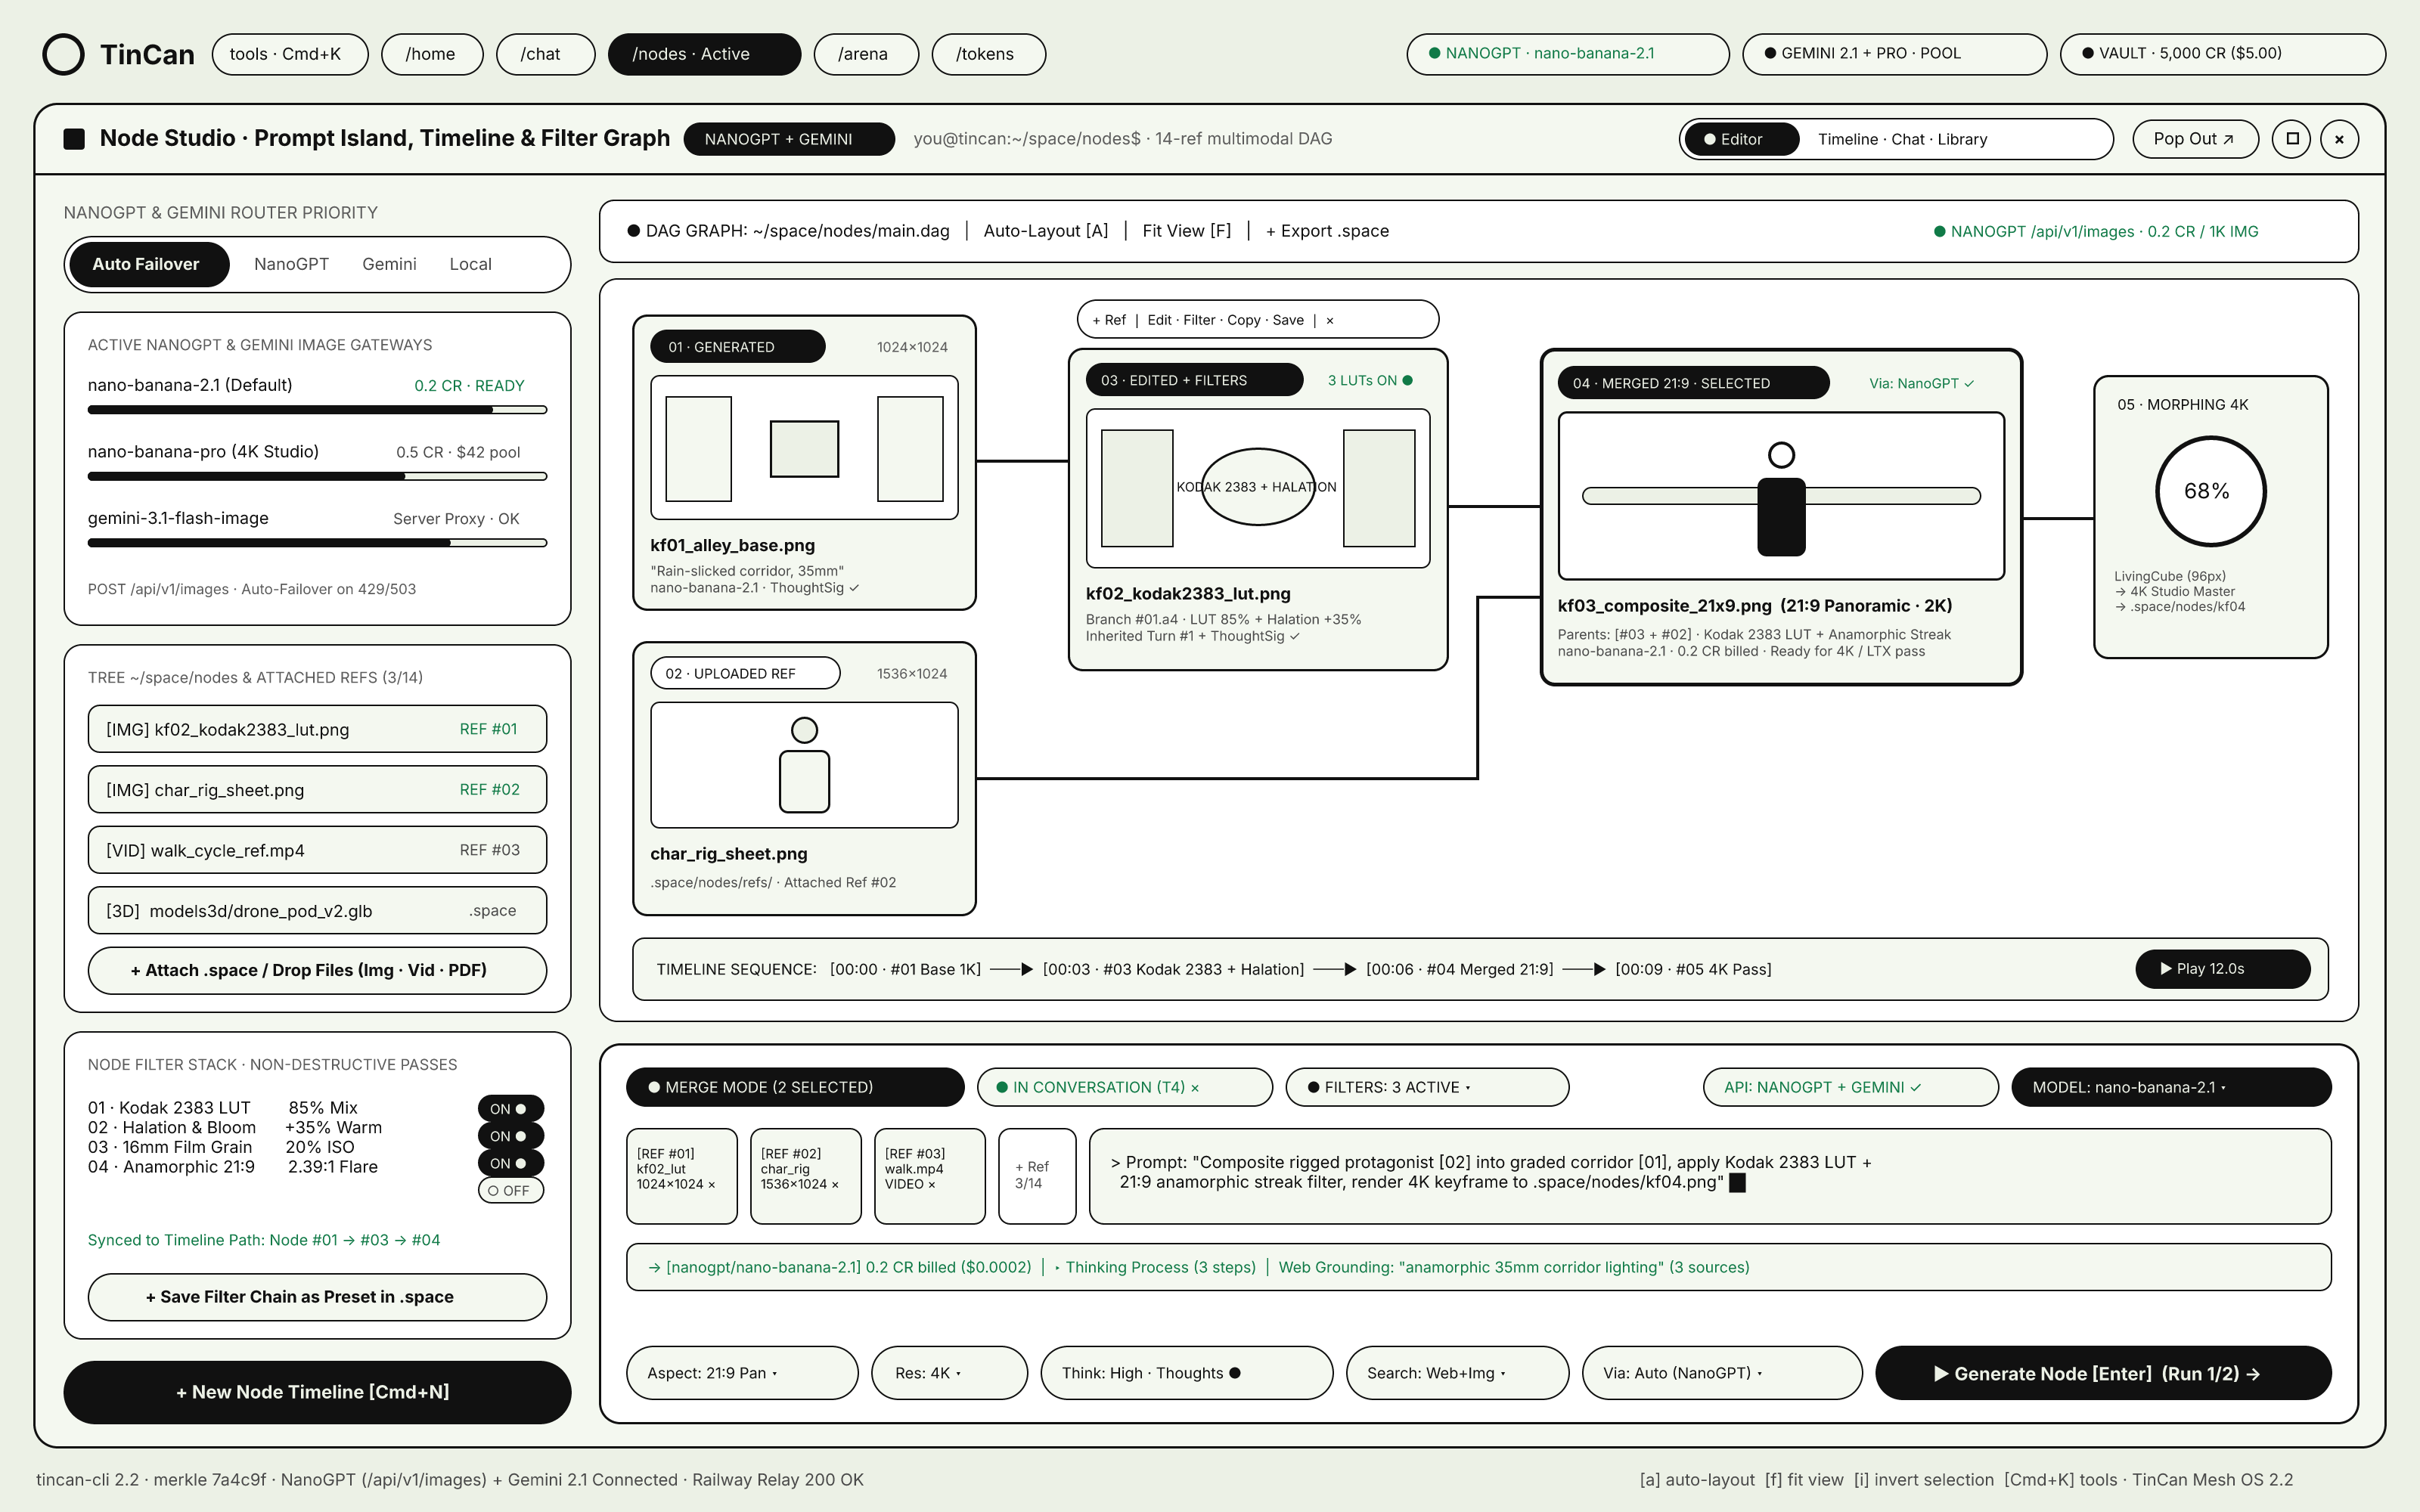 TinCan
tools · Cmd+K
/home
/chat
/nodes · Active
/arena
/tokens
● NANOGPT · nano-banana-2.1
● GEMINI 2.1 + PRO · POOL
● VAULT · 5,000 CR ($5.00)
Node Studio · Prompt Island, Timeline & Filter Graph
NANOGPT + GEMINI
you@tincan:~/space/nodes$ · 14-ref multimodal DAG
● Editor
Timeline · Chat · Library
Pop Out ↗
×
NANOGPT & GEMINI ROUTER PRIORITY
Auto Failover
NanoGPT
Gemini
Local
ACTIVE NANOGPT & GEMINI IMAGE GATEWAYS
nano-banana-2.1 (Default)
0.2 CR · READY
nano-banana-pro (4K Studio)
0.5 CR · $42 pool
gemini-3.1-flash-image
Server Proxy · OK
POST /api/v1/images · Auto-Failover on 429/503
TREE ~/space/nodes & ATTACHED REFS (3/14)
[IMG] kf02_kodak2383_lut.png
REF #01
[IMG] char_rig_sheet.png
REF #02
[VID] walk_cycle_ref.mp4
REF #03
[3D]  models3d/drone_pod_v2.glb
.space
+ Attach .space / Drop Files (Img · Vid · PDF)
NODE FILTER STACK · NON-DESTRUCTIVE PASSES
01 · Kodak 2383 LUT 85% Mix
02 · Halation & Bloom +35% Warm
03 · 16mm Film Grain 20% ISO
04 · Anamorphic 21:9 2.39:1 Flare
ON ●
ON ●
ON ●
○ OFF
Synced to Timeline Path: Node #01 → #03 → #04
+ Save Filter Chain as Preset in .space
+ New Node Timeline [Cmd+N]
● DAG GRAPH: ~/space/nodes/main.dag | Auto-Layout [A] | Fit View [F] | + Export .space
● NANOGPT /api/v1/images · 0.2 CR / 1K IMG
01 · GENERATED
1024×1024
kf01_alley_base.png
"Rain-slicked corridor, 35mm"
nano-banana-2.1 · ThoughtSig ✓
02 · UPLOADED REF
1536×1024
char_rig_sheet.png
.space/nodes/refs/ · Attached Ref #02
+ Ref | Edit · Filter · Copy · Save | ×
03 · EDITED + FILTERS
3 LUTs ON ●
KODAK 2383 + HALATION
kf02_kodak2383_lut.png
Branch #01.a4 · LUT 85% + Halation +35%
Inherited Turn #1 + ThoughtSig ✓
04 · MERGED 21:9 · SELECTED
Via: NanoGPT ✓
kf03_composite_21x9.png  (21:9 Panoramic · 2K)
Parents: [#03 + #02] · Kodak 2383 LUT + Anamorphic Streak
nano-banana-2.1 · 0.2 CR billed · Ready for 4K / LTX pass
05 · MORPHING 4K
68%
LivingCube (96px)
→ 4K Studio Master
→ .space/nodes/kf04
TIMELINE SEQUENCE: [00:00 · #01 Base 1K] ──▶ [00:03 · #03 Kodak 2383 + Halation] ──▶ [00:06 · #04 Merged 21:9] ──▶ [00:09 · #05 4K Pass]
▶ Play 12.0s
● MERGE MODE (2 SELECTED)
● IN CONVERSATION (T4) ×
● FILTERS: 3 ACTIVE ▾
API: NANOGPT + GEMINI ✓
MODEL: nano-banana-2.1 ▾
[REF #01]
kf02_lut
1024×1024 ×
[REF #02]
char_rig
1536×1024 ×
[REF #03]
walk.mp4
VIDEO ×
+ Ref
3/14
> Prompt: "Composite rigged protagonist [02] into graded corridor [01], apply Kodak 2383 LUT +
21:9 anamorphic streak filter, render 4K keyframe to .space/nodes/kf04.png" █
→ [nanogpt/nano-banana-2.1] 0.2 CR billed ($0.0002) | ▸ Thinking Process (3 steps) | Web Grounding: "anamorphic 35mm corridor lighting" (3 sources)
Aspect: 21:9 Pan ▾
Res: 4K ▾
Think: High · Thoughts ●
Search: Web+Img ▾
Via: Auto (NanoGPT) ▾
▶ Generate Node [Enter]  (Run 1/2) →
tincan-cli 2.2 · merkle 7a4c9f · NanoGPT (/api/v1/images) + Gemini 2.1 Connected · Railway Relay 200 OK
[a] auto-layout  [f] fit view  [i] invert selection  [Cmd+K] tools · TinCan Mesh OS 2.2